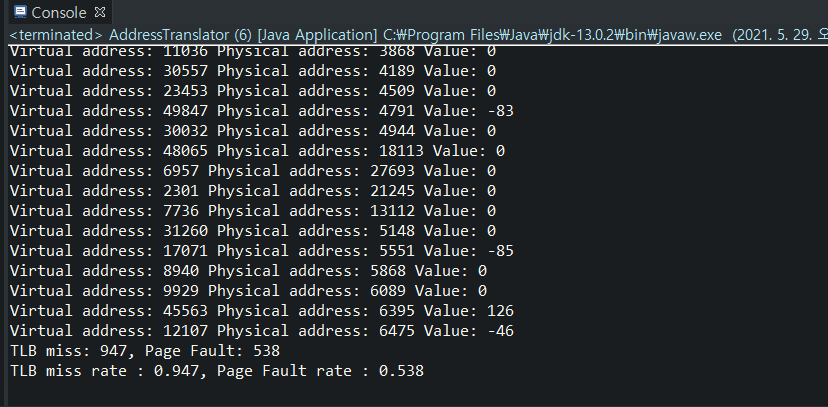 Console
<terminated> AddressTranslator (6) [Java Application] C:₩Program Files₩Java₩jdk-13.0.2₩bin₩javaw.exe (2021. 5. 29. 오
Virtual address: 11036 Physical address: 3868 Value: 0
Virtual address: 30557 Physical address: 4189 Value: 0
Virtual address: 23453 Physical address: 4509 Value: 0
Virtual address: 49847 Physical address: 4791 Value: -83
Virtual address: 30032 Physical address: 4944 Value: 0
Virtual address: 48065 Physical address: 18113 Value: 0
Virtual address: 6957 Physical address: 27693 Value: 0
Virtual address: 2301 Physical address: 21245 Value: 0
Virtual address: 7736 Physical address: 13112 Value: 0
Virtual address: 31260 Physical address: 5148 Value: 0
Virtual address: 17071 Physical address: 5551 Value: -85
Virtual address: 8940 Physical address: 5868 Value: 0
Virtual address: 9929 Physical address: 6089 Value: 0
Virtual address: 45563 Physical address: 6395 Value: 126
Virtual address: 12107 Physical address: 6475 Value: -46
TLB miss: 947, Page Fault: 538
TLB miss rate : 0.947, Page Fault rate : 0.538